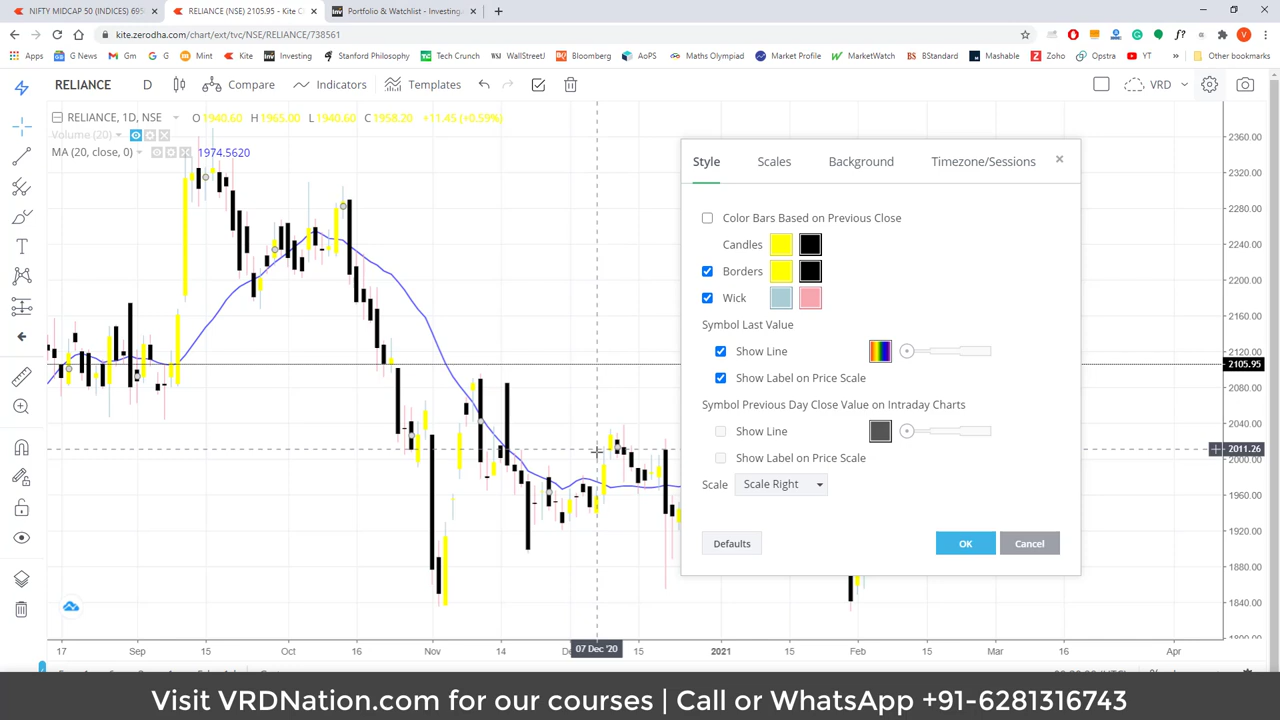 NIFTY MIDCAP 50 (INDICES) 695
RELIANCE (NSE) 2105.95 - Kite C
Portfolio & Watchlist - Investing.
kite.zerodha.com/chart/ext/tvc/NSE/RELIANCE/738561
Apps News Gm G Mint Kite Investing Stanford Philosophy Tech Crunch WallStreet Bloomberg AoPS Maths Olympiad Market Profile MarketWatch BStandard Mashable Zoho Opstra YT Other bookmarks
RELIANCE D Compare Indicators Templates VRD
RELIANCE, 1D, NSE O 1940.60 H 1965.00 L 1940.60 C 1958.20 +11.45 (+0.59%)
Volume (20)
MA (20, close, 0) 1974.5620
Style Scales Background Timezone/Sessions
Color Bars Based on Previous Close
Candles
Borders
Wick
Symbol Last Value
Show Line
Show Label on Price Scale
Symbol Previous Day Close Value on Intraday Charts
Show Line
Show Label on Price Scale
Scale Scale Right
Defaults OK Cancel
2360.00
2320.00
2280.00
2240.00
2200.00
2160.00
2120.00
2105.95
2080.00
2040.00
2011.26
2000.00
1960.00
1920.00
1880.00
1840.00
1800.00
17 Sep 15 Oct 16 Nov 14 07 Dec '20 15 2021 15 Feb 15 Mar 16 Apr
Visit VRDNation.com for our courses | Call or WhatsApp +91-6281316743